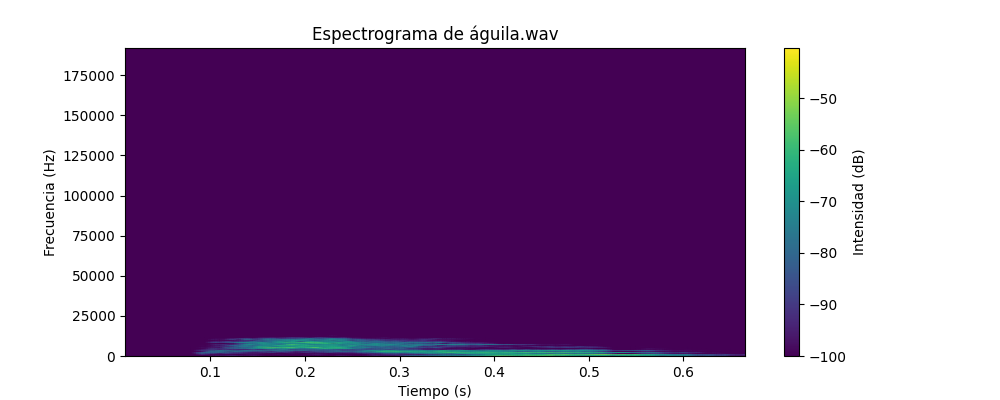 Espectrograma de águila.wav
Frecuencia (Hz)
175000
150000
125000
100000
75000
50000
25000
0
0.1 0.2 0.3 0.4 0.5 0.6
Tiempo (s)
−50
−60
−70
−80
−90
−100
Intensidad (dB)